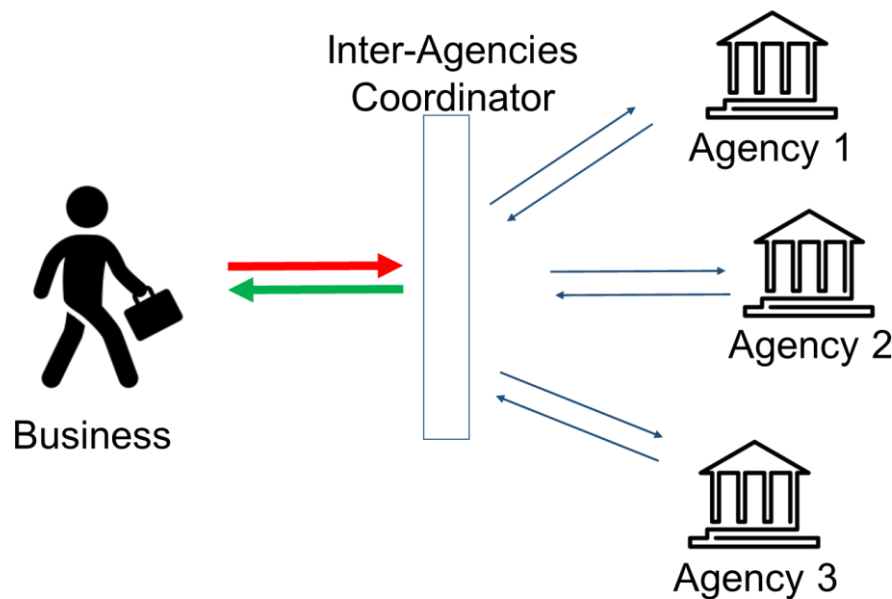 Inter-Agencies
Coordinator
Agency 1
Business
Agency 2
Agency 3